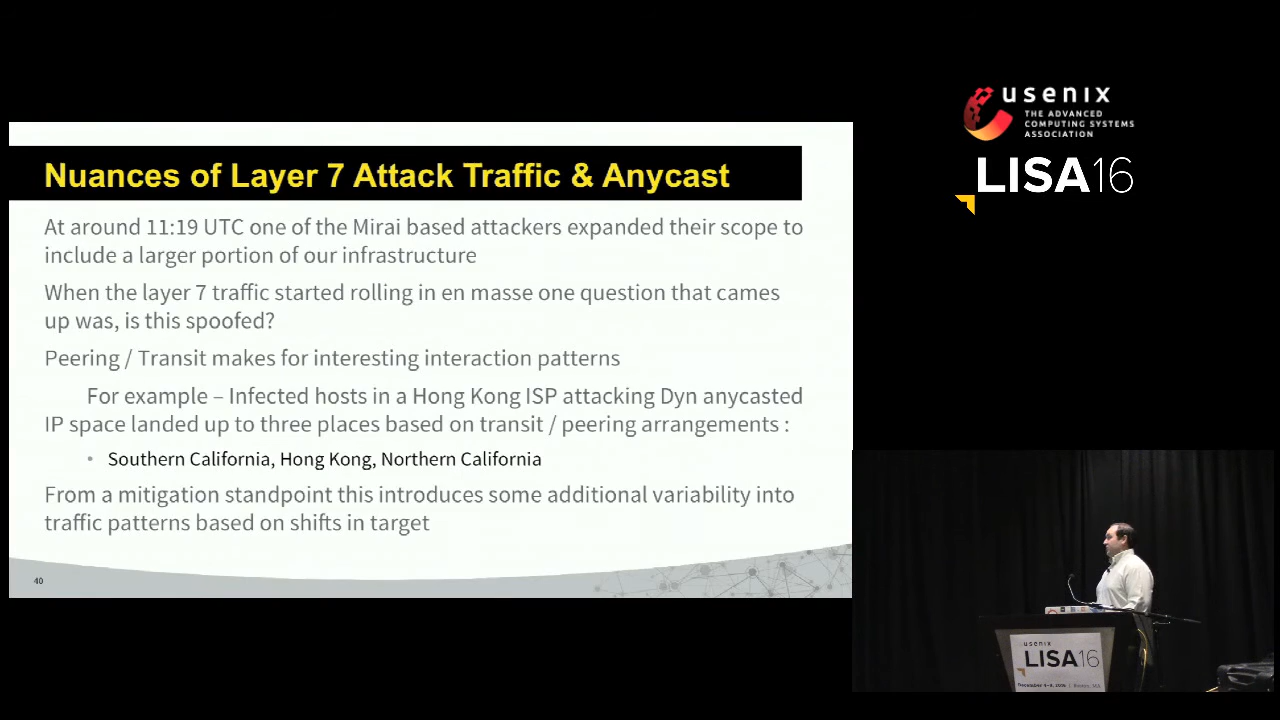 usenix
THE ADVANCED
COMPUTING SYSTEMS
ASSOCIATION
LISA16
Nuances of Layer 7 Attack Traffic & Anycast
At around 11:19 UTC one of the Mirai based attackers expanded their scope to
include a larger portion of our infrastructure
When the layer 7 traffic started rolling in en masse one question that cames
up was, is this spoofed?
Peering / Transit makes for interesting interaction patterns
For example – Infected hosts in a Hong Kong ISP attacking Dyn anycasted
IP space landed up to three places based on transit / peering arrangements :
• Southern California, Hong Kong, Northern California
From a mitigation standpoint this introduces some additional variability into
traffic patterns based on shifts in target
40
usenix
LISA16